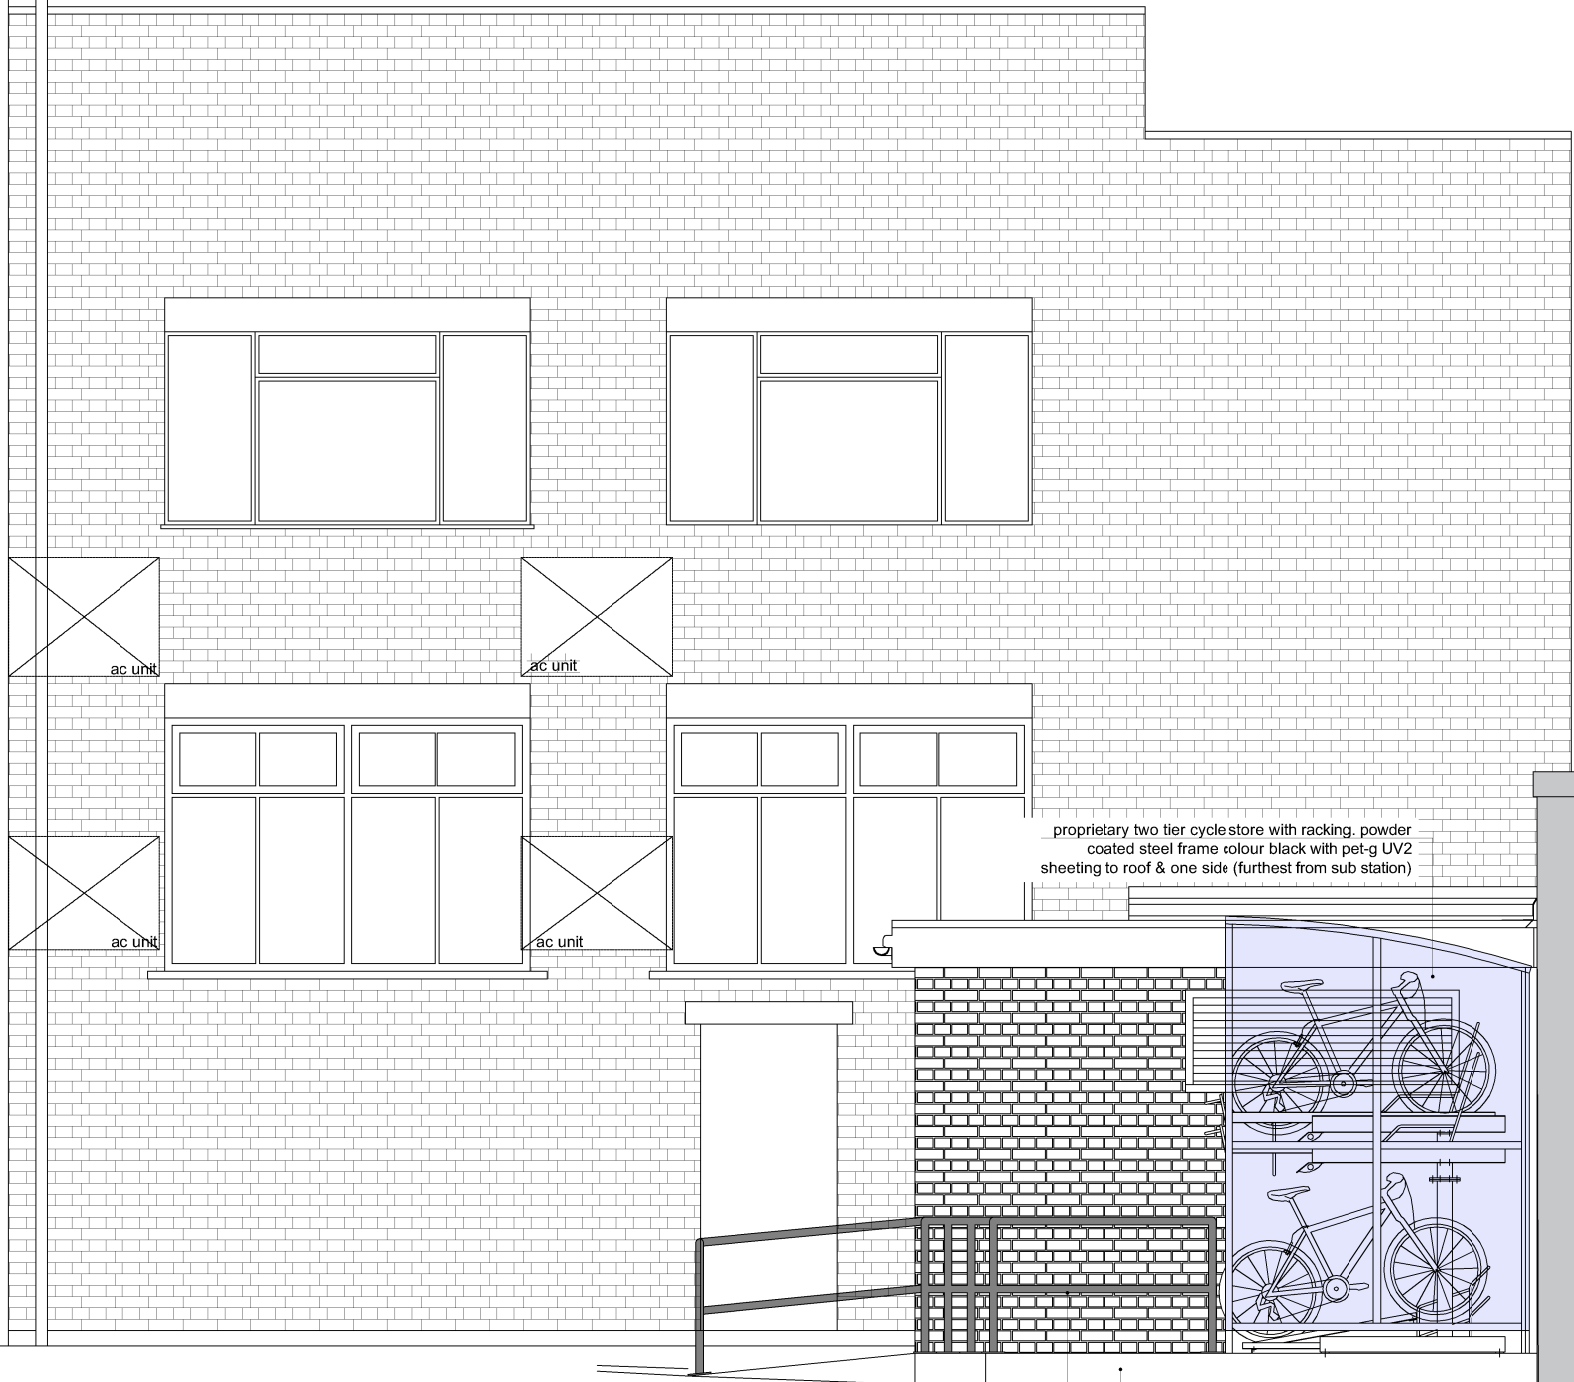 ac unit
ac unit
proprietary two tier cycle store with racking. powder
coated steel frame colour black with pet-g UV2
sheeting to roof & one side (furthest from sub station)
ac unit
ac unit